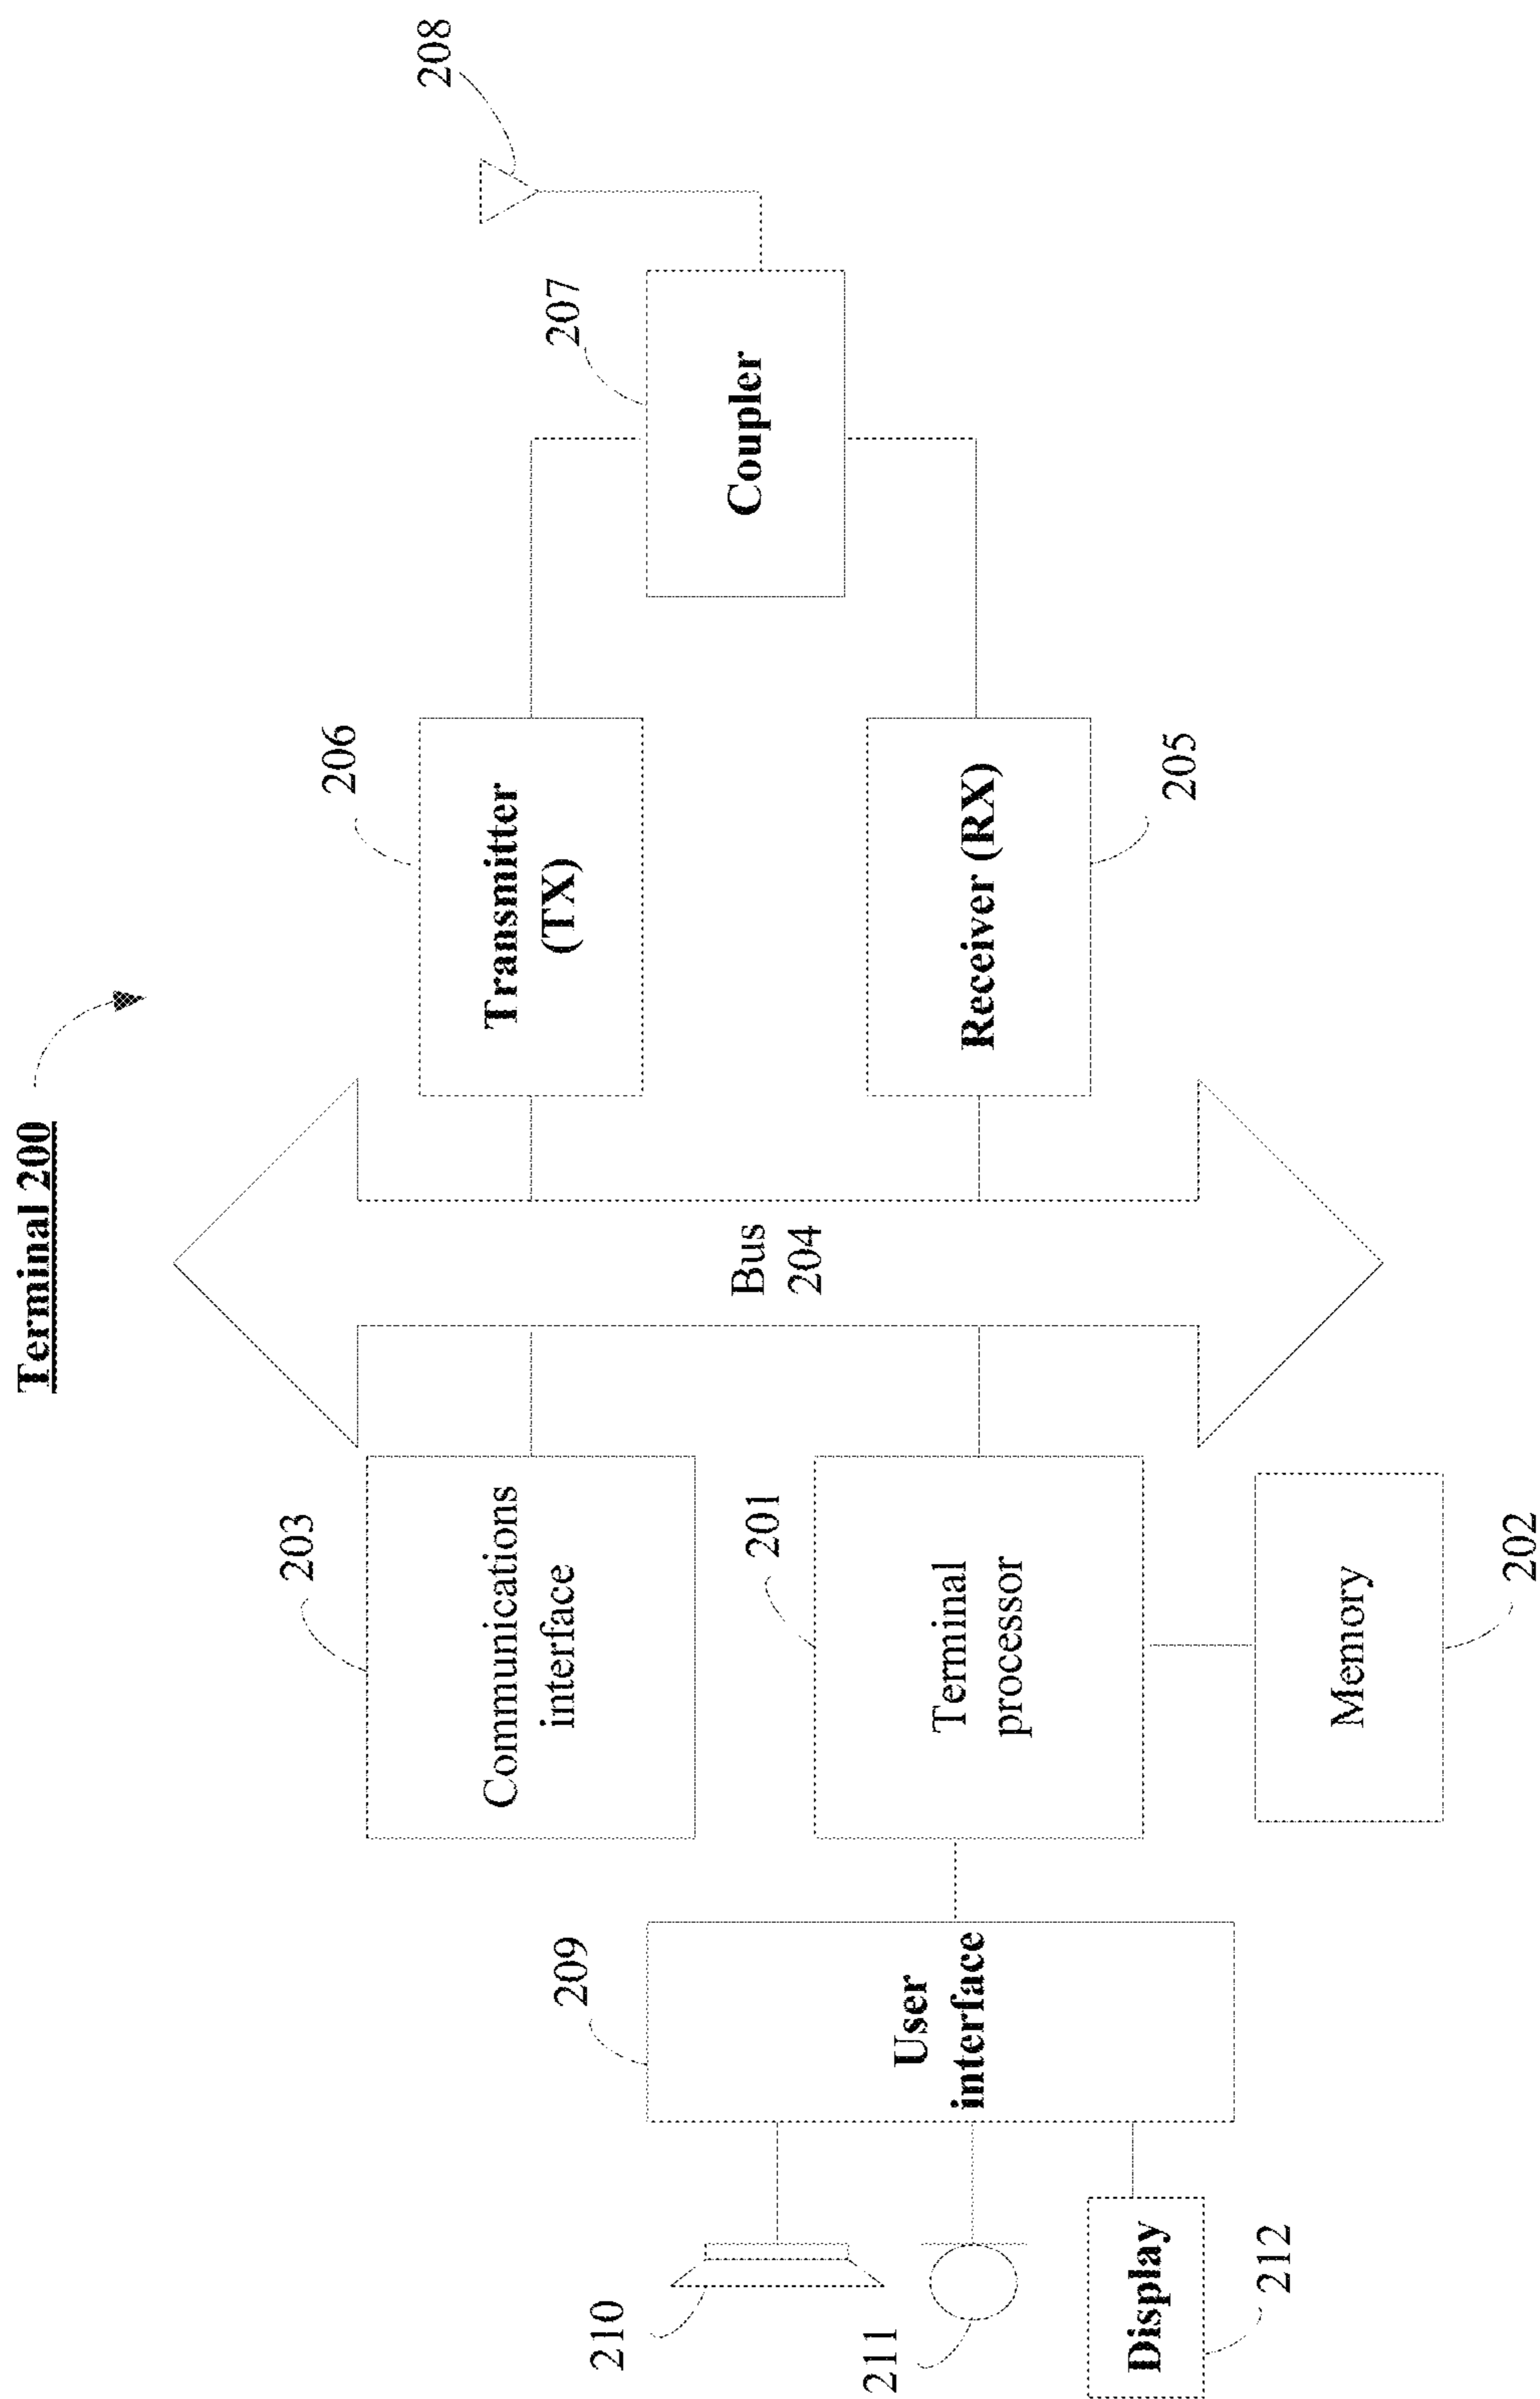 Terminal 200
210
211
Display
212
209
User
interface
203
Communications
interface
201
Terminal
processor
Memory
202
Bus
204
206
Transmitter
(TX)
Receiver (RX)
205
207
Coupler
208